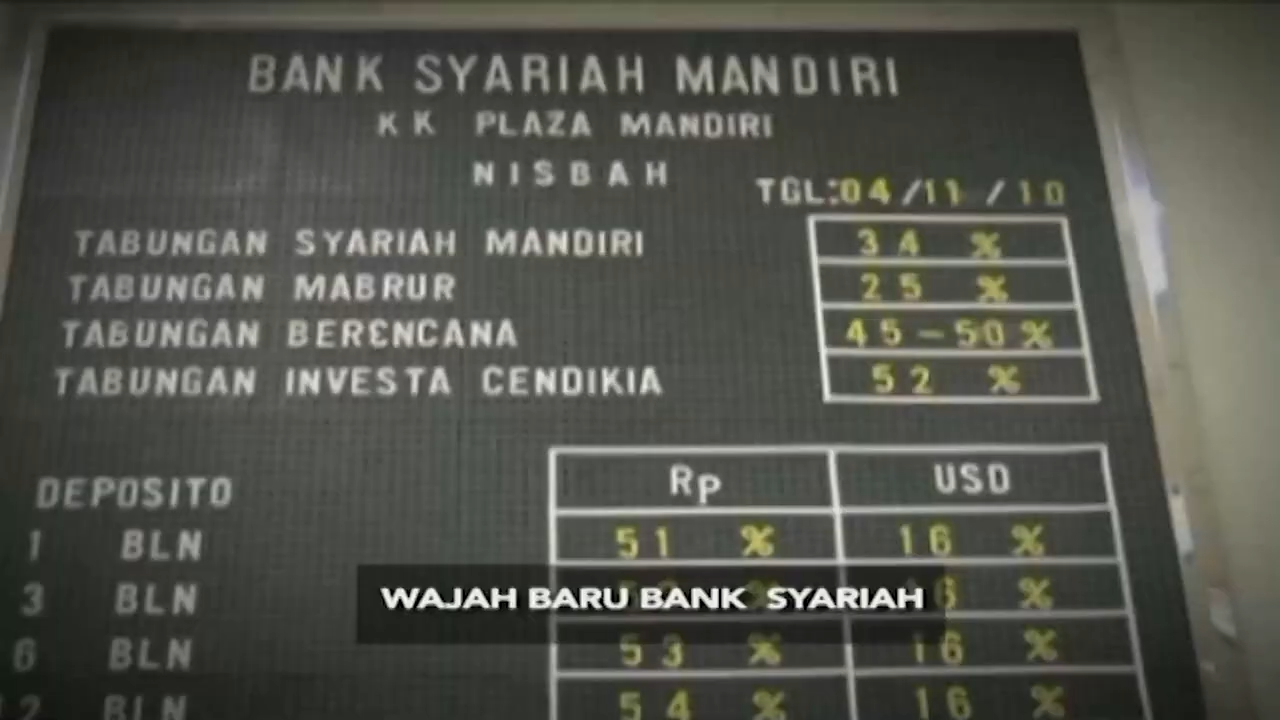 BANK SYARIAH MANDIRI
KK PLAZA MANDIRI
NISBAH
TGL:04/11/10
TABUNGAN SYARIAH MANDIRI 34 %
TABUNGAN MABRUR 25 %
TABUNGAN BERENCANA 45-50%
TABUNGAN INVESTA CENDIKIA 52 %
DEPOSITO Rp USD
1 BLN 51 % 16 %
3 BLN %
WAJAH BARU BANK SYARIAH
6 BLN 53 % 16 %
BLN 54 % 16 %